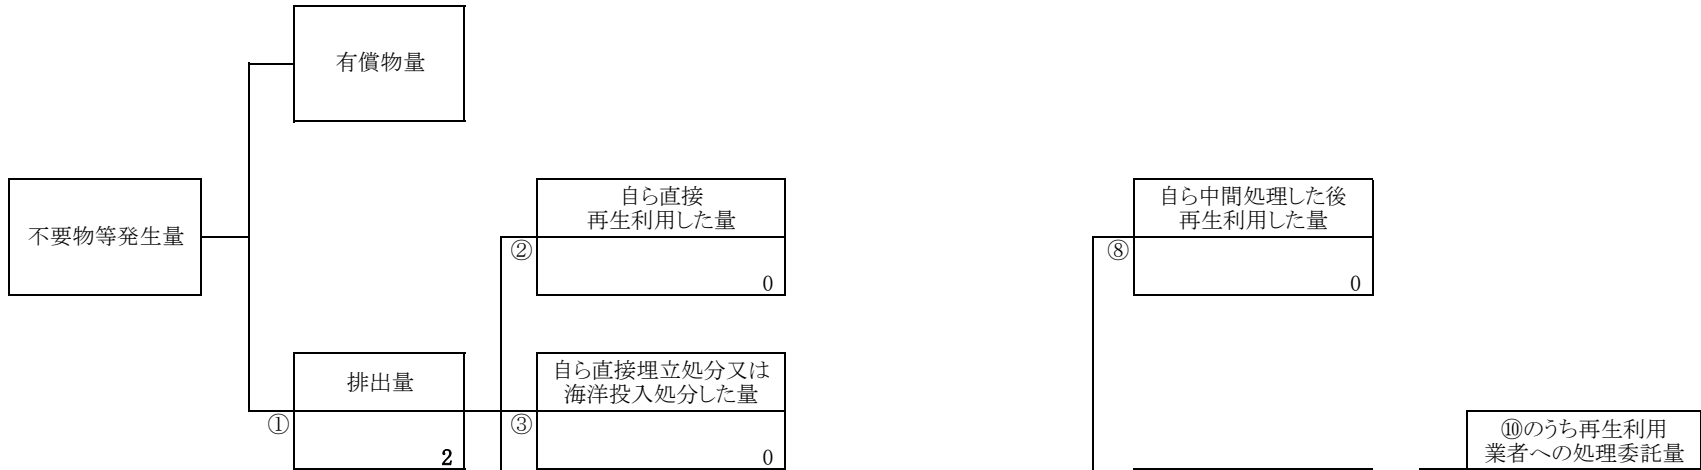 有償物量
不要物等発生量
自ら直接
再生利用した量
②
0
自ら中間処理した後
再生利用した量
⑧
0
排出量
①
2
自ら直接埋立処分又は
海洋投入処分した量
③
0
⑩のうち再生利用
業者への処理委託量